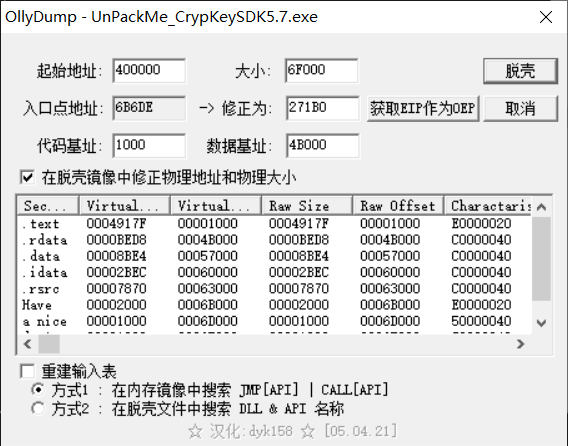 OllyDump - UnPackMe_CrypKeySDK5.7.exe
起始地址: 400000 大小: 6F000 脱壳
入口点地址: 6B6DE -> 修正为: 271B0 获取EIP作为OEP 取消
代码基址: 1000 数据基址: 4B000
在脱壳镜像中修正物理地址和物理大小
Sec... Virtual... Virtual... Raw Size Raw Offset Charactaris
.text 0004917F 00001000 0004917F 00001000 E0000020
.rdata 0000BED8 0004B000 0000BED8 0004B000 C0000040
.data 00008BE4 00057000 00008BE4 00057000 C0000040
.idata 00002BEC 00060000 00002BEC 00060000 C0000040
.rsrc 00007870 00063000 00007870 00063000 C0000040
Have 00002000 0006B000 00002000 0006B000 E0000020
a nice 00001000 0006D000 00001000 0006D000 50000040
重建输入表
方式1 : 在内存镜像中搜索 JMP[API] | CALL[API]
方式2 : 在脱壳文件中搜索 DLL & API 名称
☆ 汉化:dyk158 ☆ [05.04.21]